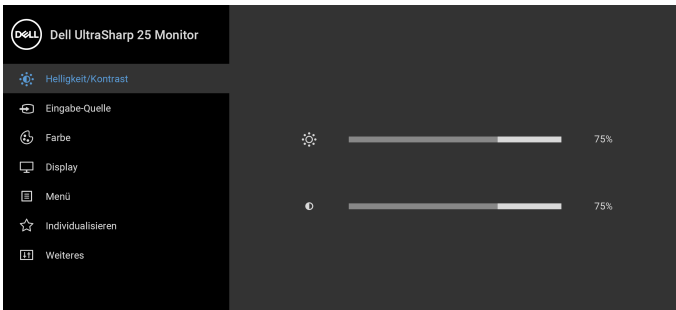 DELL Dell UltraSharp 25 Monitor
Helligkeit/Kontrast
Eingabe-Quelle
Farbe
75%
Display
Menü
75%
Individualisieren
Weiteres